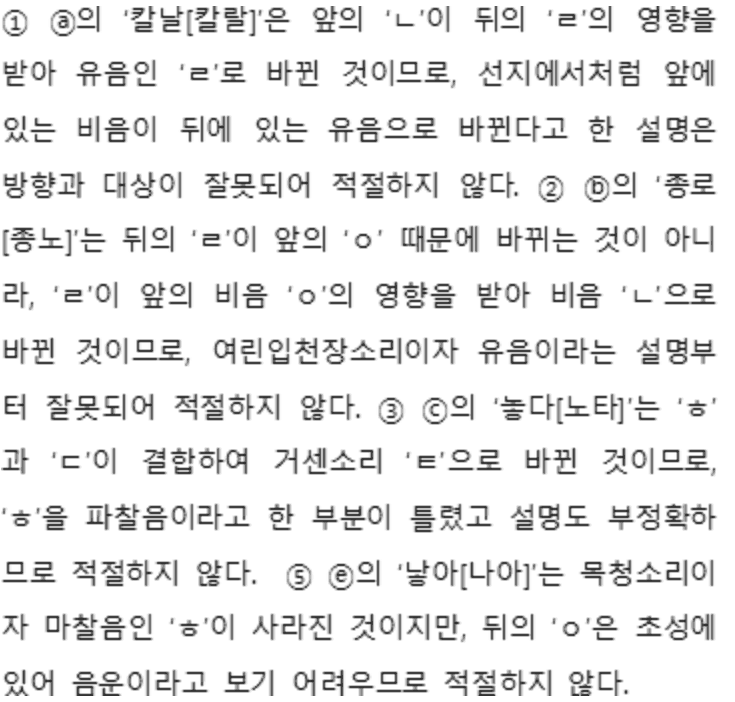 ① ⓐ의 '칼날[칼랄]'은 앞의 'ㄴ'이 뒤의 'ㄹ'의 영향을
받아 유음인 'ㄹ'로 바뀐 것이므로, 선지에서처럼 앞에
있는 비음이 뒤에 있는 유음으로 바뀐다고 한 설명은
방향과 대상이 잘못되어 적절하지 않다. ② ⓑ의 '종로
[종노]'는 뒤의 'ㄹ'이 앞의 'ㅇ' 때문에 바뀌는 것이 아니
라, 'ㄹ'이 앞의 비음 'ㅇ'의 영향을 받아 비음 'ㄴ'으로
바뀐 것이므로, 여린입천장소리이자 유음이라는 설명부
터 잘못되어 적절하지 않다. ③ ⓒ의 '놓다[노타]'는 'ㅎ'
과 'ㄷ'이 결합하여 거센소리 'ㅌ'으로 바뀐 것이므로,
'ㅎ'을 파찰음이라고 한 부분이 틀렸고 설명도 부정확하
므로 적절하지 않다. ⑤ ⓔ의 '낳아[나아]'는 목청소리이
자 마찰음인 'ㅎ'이 사라진 것이지만, 뒤의 'ㅇ'은 초성에
있어 음운이라고 보기 어려우므로 적절하지 않다.